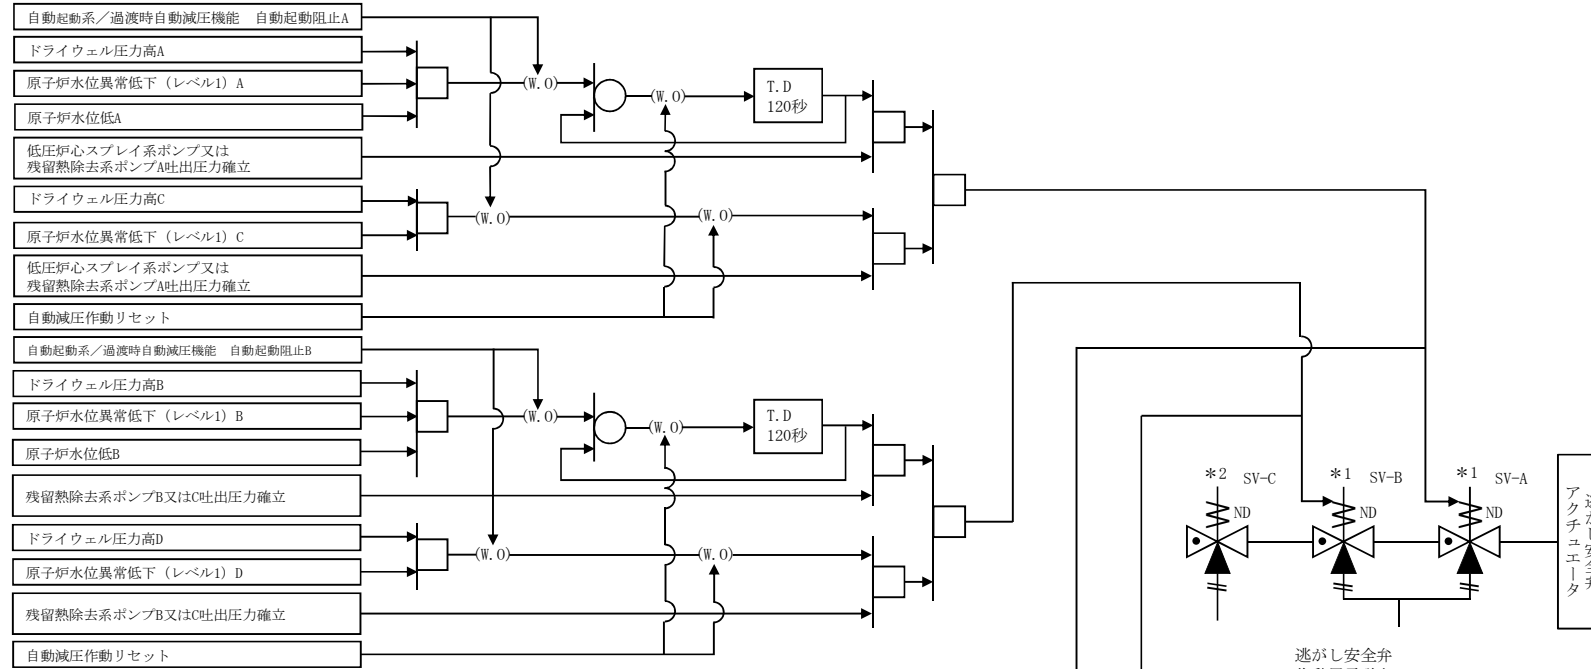 自動起動系／過渡時自動減圧機能　自動起動阻止A
ドライウェル圧力高A
原子炉水位異常低下（レベル1）A
原子炉水位低A
低圧炉心スプレイ系ポンプ又は
残留熱除去系ポンプA吐出圧力確立
ドライウェル圧力高C
原子炉水位異常低下（レベル1）C
低圧炉心スプレイ系ポンプ又は
残留熱除去系ポンプA吐出圧力確立
自動減圧作動リセット
(W.O)
(W.O)
T.D
120秒
(W.O)
(W.O)
自動起動系／過渡時自動減圧機能　自動起動阻止B
ドライウェル圧力高B
原子炉水位異常低下（レベル1）B
原子炉水位低B
残留熱除去系ポンプB又はC吐出圧力確立
ドライウェル圧力高D
原子炉水位異常低下（レベル1）D
残留熱除去系ポンプB又はC吐出圧力確立
自動減圧作動リセット
(W.O)
(W.O)
T.D
120秒
(W.O)
(W.O)
＊2
SV-C
ND
＊1
SV-B
ND
＊1
SV-A
ND
逃がし安全弁
アクチュエータ
逃がし安全弁